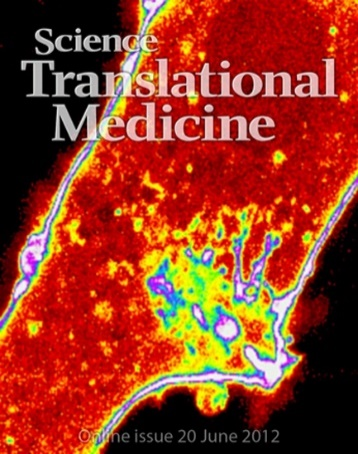 Science
Translational
Medicine
Online issue 20 June 2012